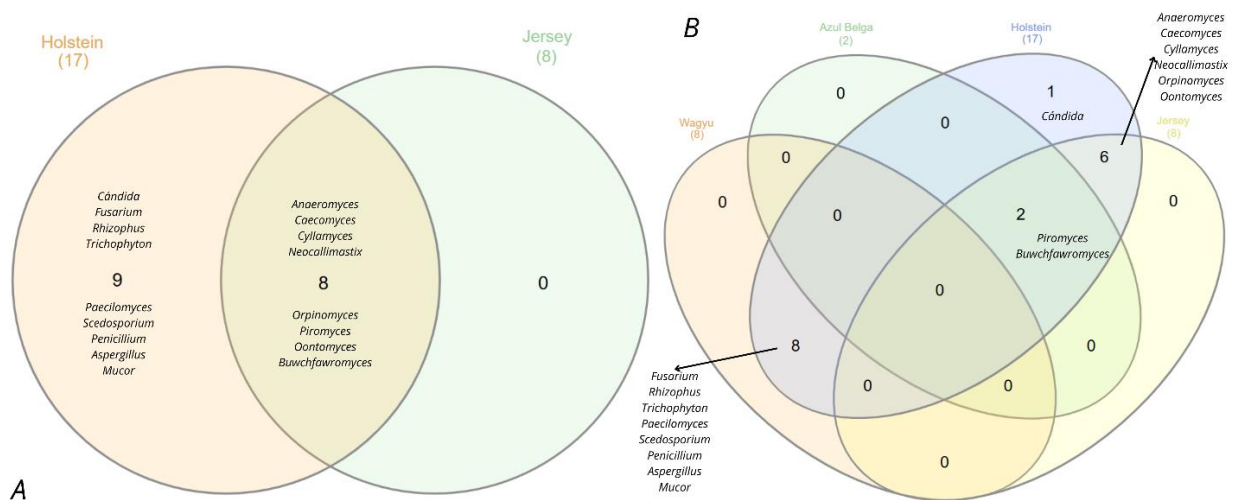 Holstein
(17)
Jersey
(8)
Cándida
Fusarium
Rhizophus
Trichophyton
9
Paecilomyces
Scedosporium
Penicillium
Aspergillus
Mucor
Anaeromyces
Caecomyces
Cyllamyces
Neocallimastix
8
Orpinomyces
Piromyces
Oontomyces
Buwchfawromyces
0
A
B
Azul Belga
(2)
Holstein
(17)
Anaeromyces
Caecomyces
Cyllamyces
Neocallimastix
Orpinomyces
Oontomyces
Wagyu
(8)
Jersey
(8)
0
1
Cándida
0
0
6
0
0
0
2
Piromyces
Buwchfawromyces
0
8
0
0
0
0
Fusarium
Rhizophus
Trichophyton
Paecilomyces
Scedosporium
Penicillium
Aspergillus
Mucor